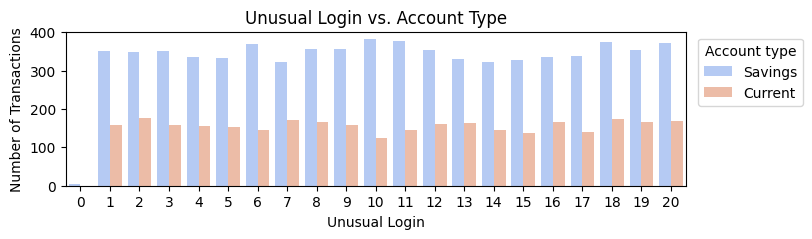 Unusual Login vs. Account Type
Number of Transactions
400
300
200
100
0
0 1 2 3 4 5 6 7 8 9 10 11 12 13 14 15 16 17 18 19 20
Unusual Login
Account type
Savings
Current